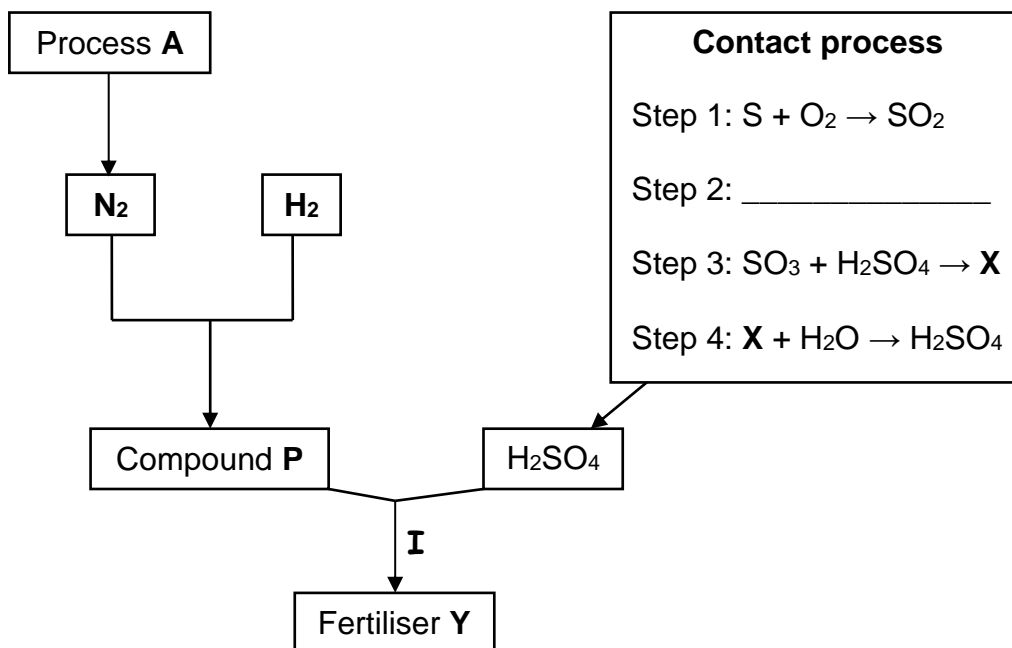 Process A
N₂
H₂
Compound P
H₂SO₄
I
Fertiliser Y
Contact process
Step 1: S + O₂ → SO₂
Step 2: ______________
Step 3: SO₃ + H₂SO₄ → X
Step 4: X + H₂O → H₂SO₄